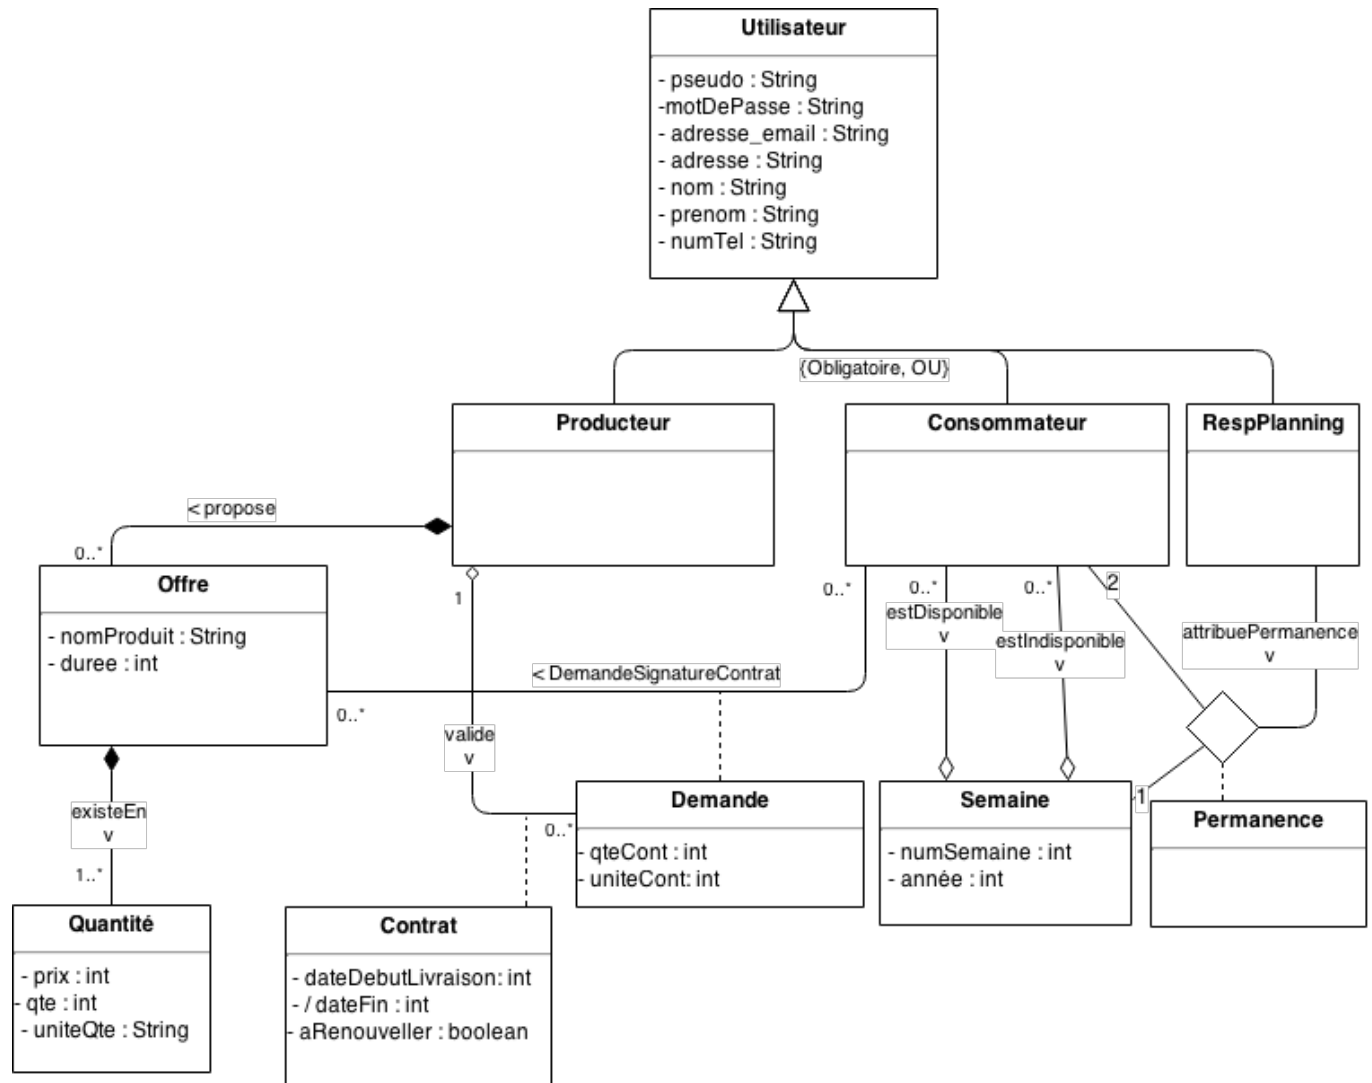 Utilisateur
- pseudo : String
-motDePasse : String
- adresse_email : String
- adresse : String
- nom : String
- prenom : String
- numTel : String
{Obligatoire, OU}
Producteur
Consommateur
RespPlanning
< propose
0..*
Offre
- nomProduit : String
- duree : int
1
0..*
0..*
0..*
2
estDisponible
v
estIndisponible
v
attribuePermanence
v
< DemandeSignatureContrat
0..*
valide
v
existeEn
v
1..*
0..*
Demande
- qteCont : int
- uniteCont: int
Semaine
- numSemaine : int
- année : int
1
Permanence
Quantité
- prix : int
- qte : int
- uniteQte : String
Contrat
- dateDebutLivraison: int
- / dateFin : int
- aRenouveller : boolean